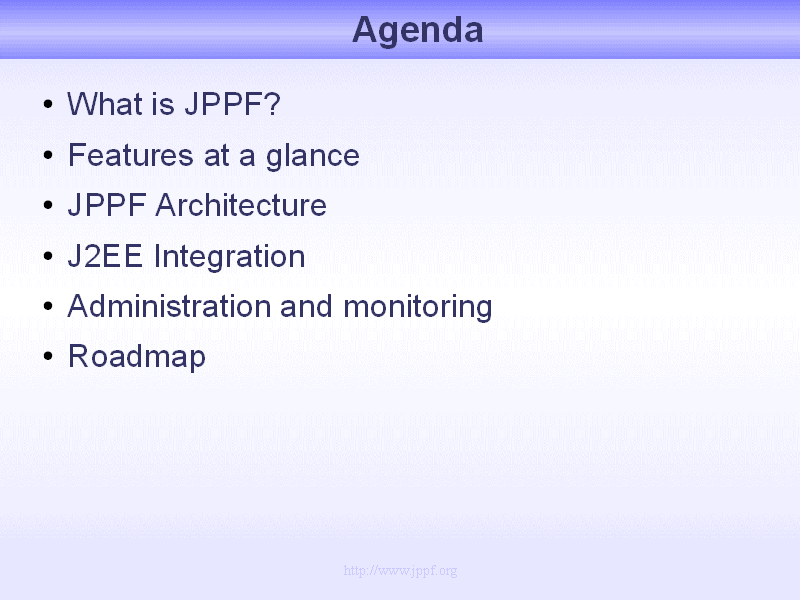 Agenda
• What is JPPF?
• Features at a glance
• JPPF Architecture
• J2EE Integration
• Administration and monitoring
• Roadmap
http://www.jppf.org